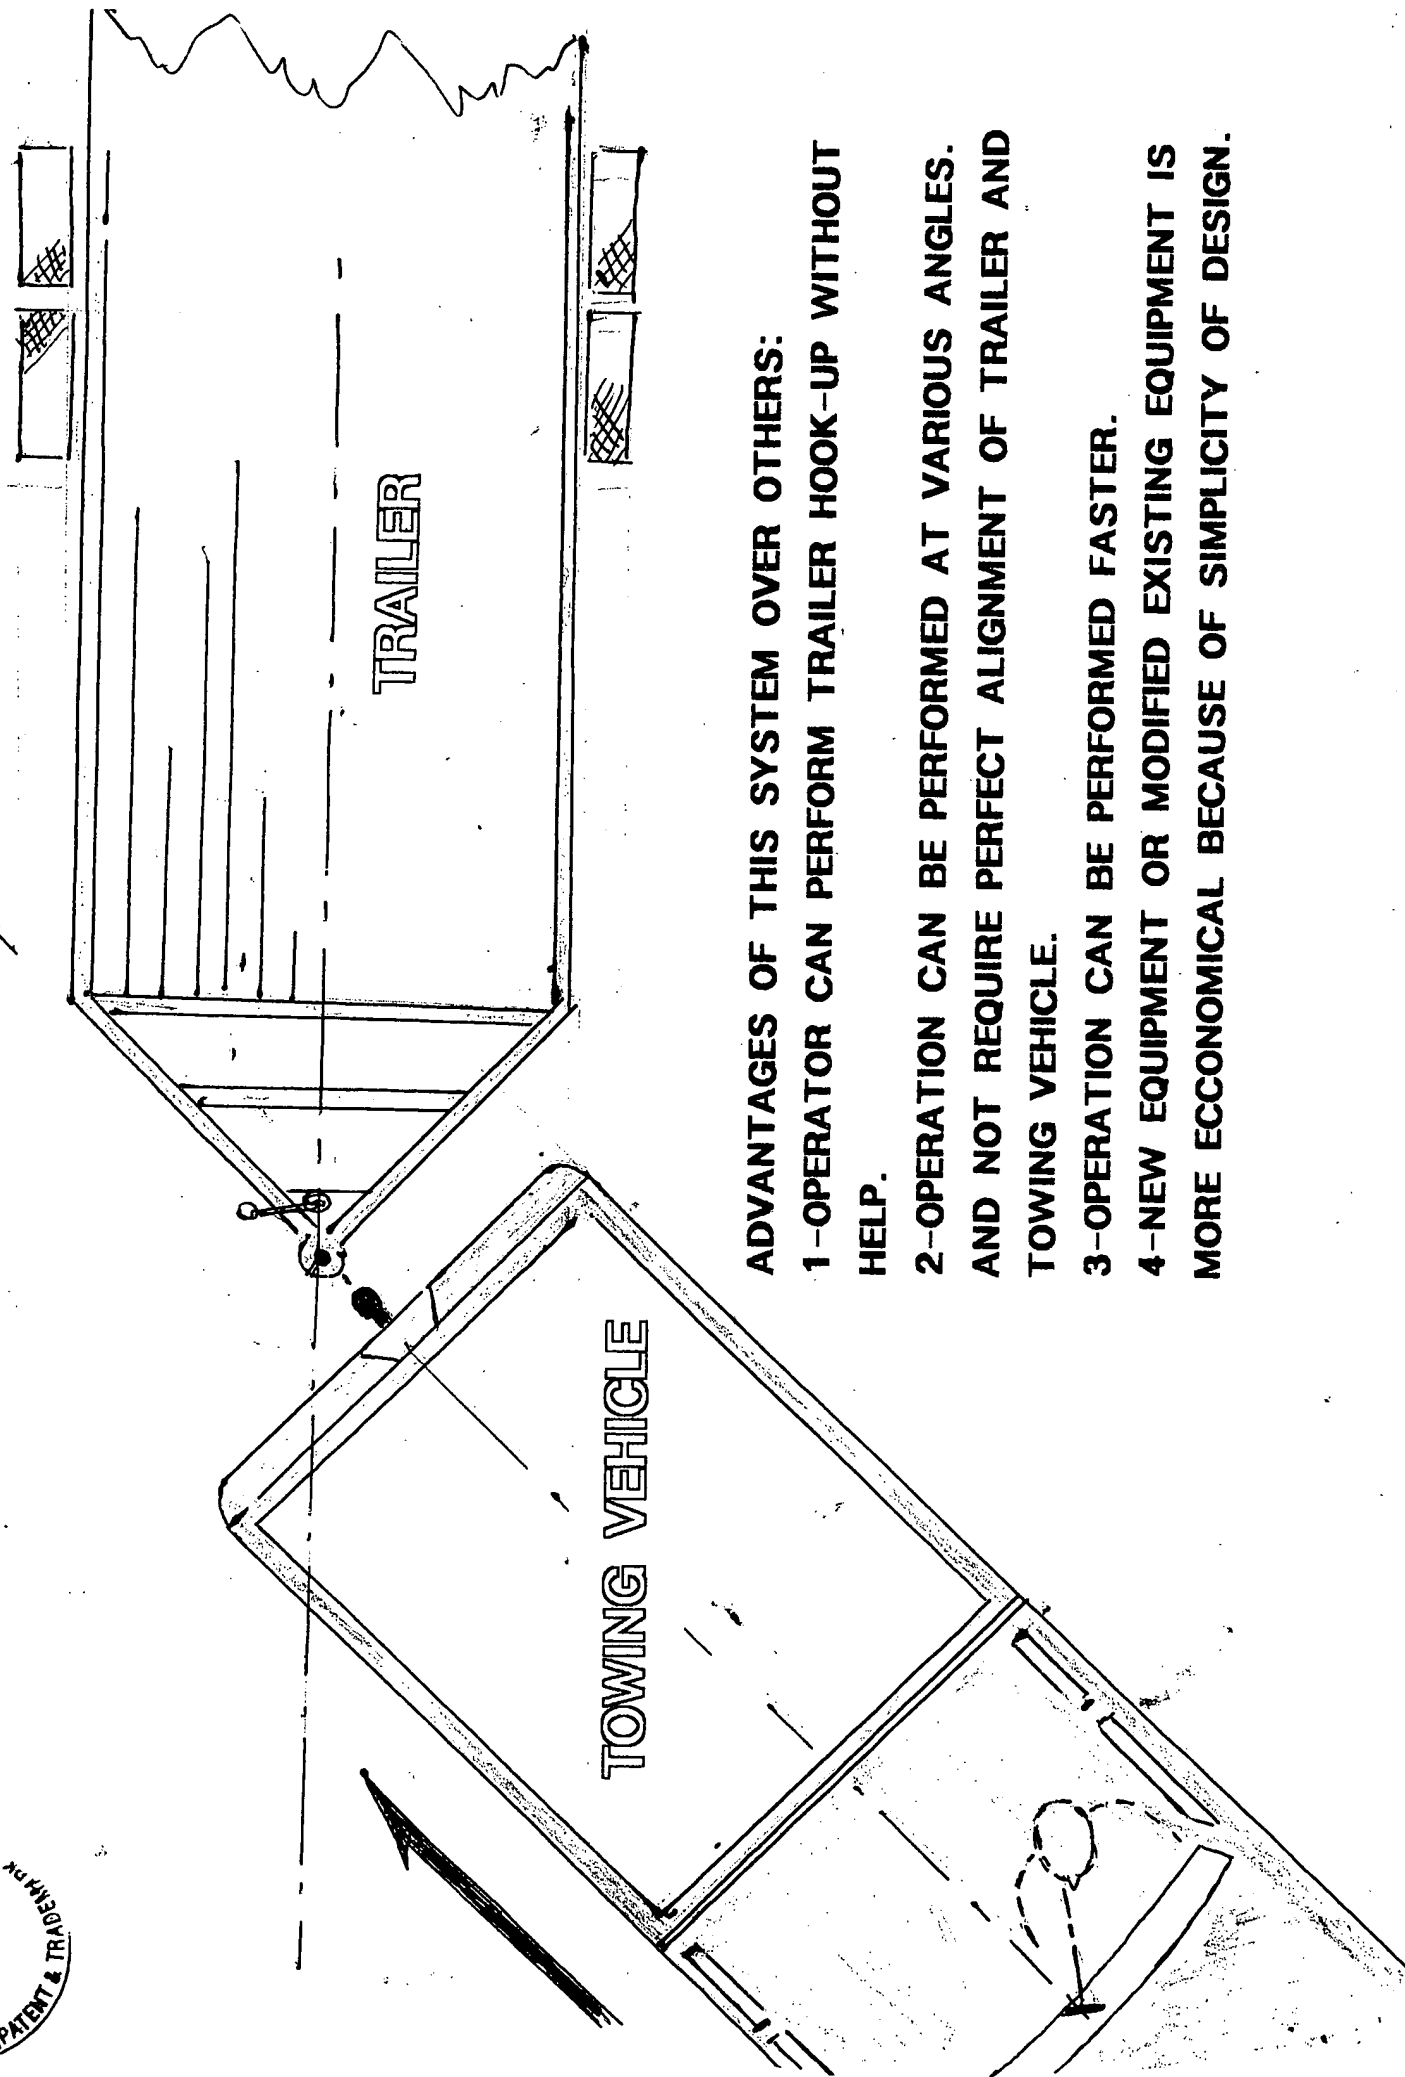 TRAILER
TOWING VEHICLE
ADVANTAGES OF THIS SYSTEM OVER OTHERS:
1-OPERATOR CAN PERFORM TRAILER HOOK-UP WITHOUT
HELP.
2-OPERATION CAN BE PERFORMED AT VARIOUS ANGLES.
AND NOT REQUIRE PERFECT ALIGNMENT OF TRAILER AND
TOWING VEHICLE.
3-OPERATION CAN BE PERFORMED FASTER.
4-NEW EQUIPMENT OR MODIFIED EXISTING EQUIPMENT IS
MORE ECCONOMICAL BECAUSE OF SIMPLICITY OF DESIGN.
PATENT & TRADEMARK